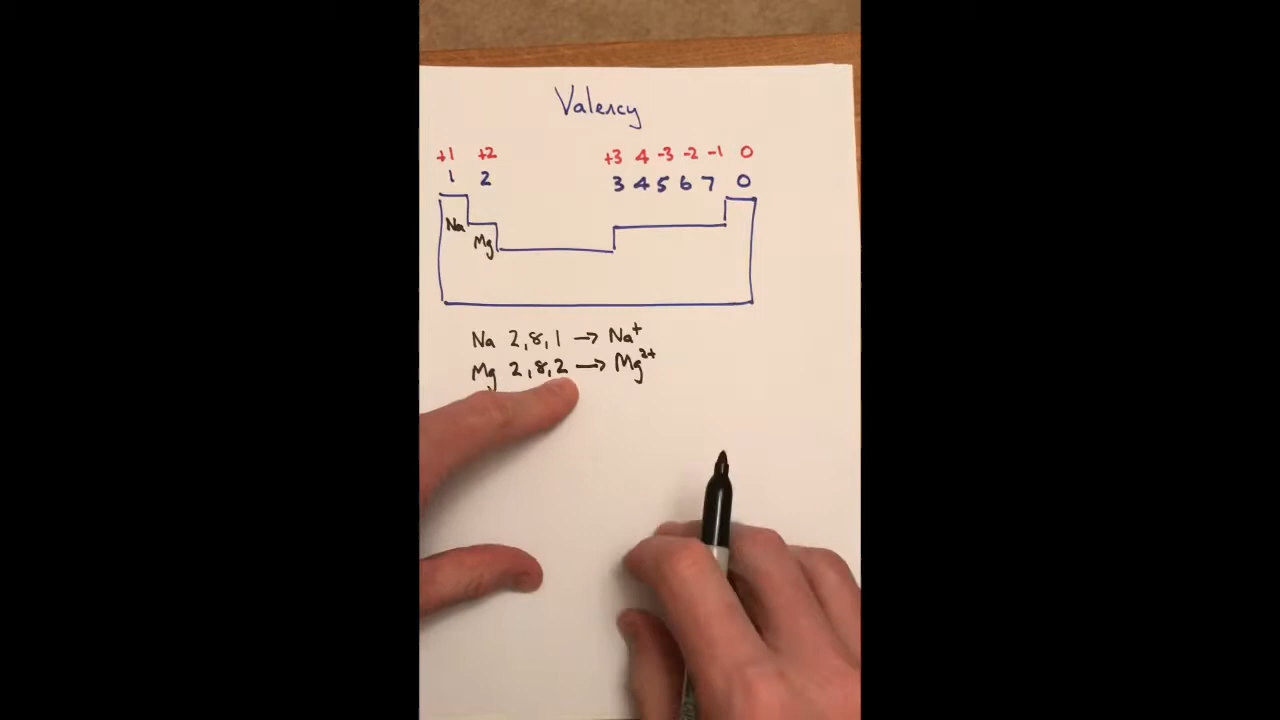 Valency
+1 +2 +3 4 -3 -2 -1 0
1 2 3 4 5 6 7 0
Na
Mg
Na 2,8,1 → Na⁺
Mg 2,8,2 → Mg²⁺